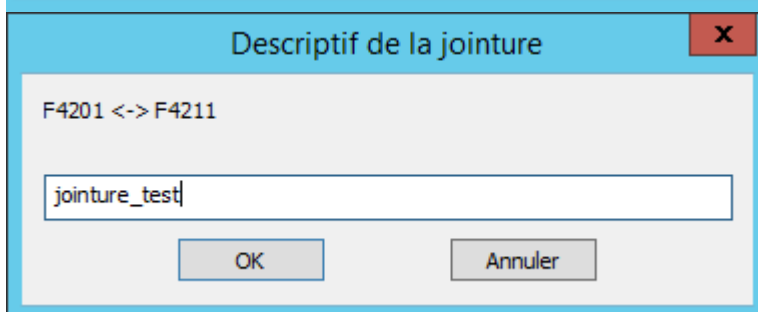 Descriptif de la jointure
x
F4201 <-> F4211
jointure_test
OK
Annuler